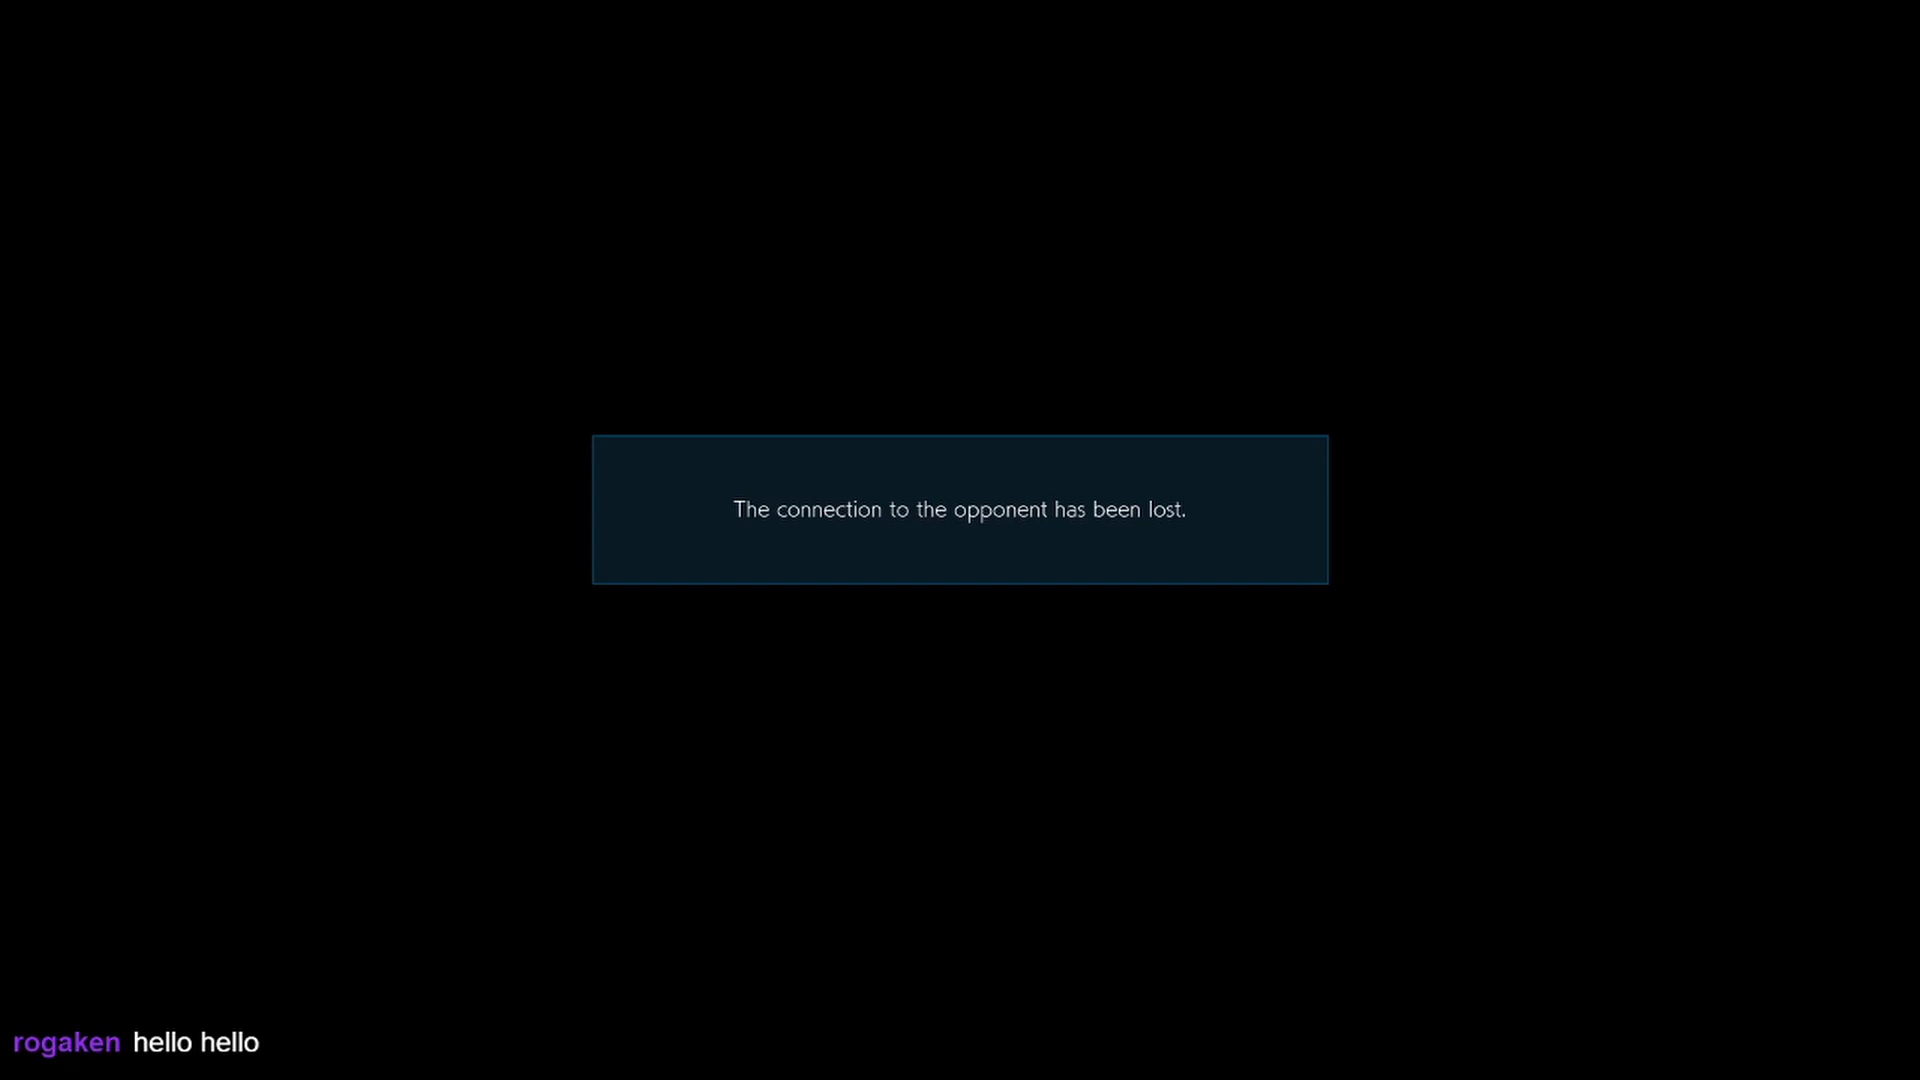 The connection to the opponent has been lost.
rogaken hello hello